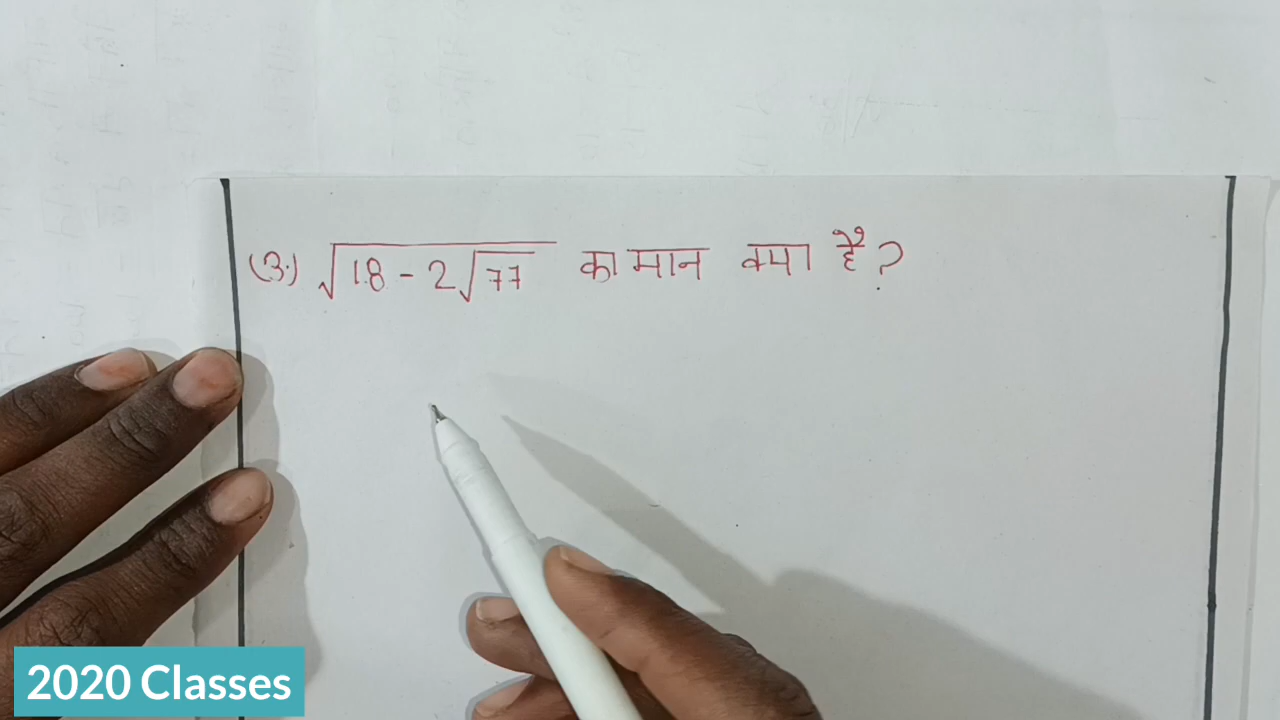 (3.) √18 - 2√77 का मान क्या है ?
2020 Classes